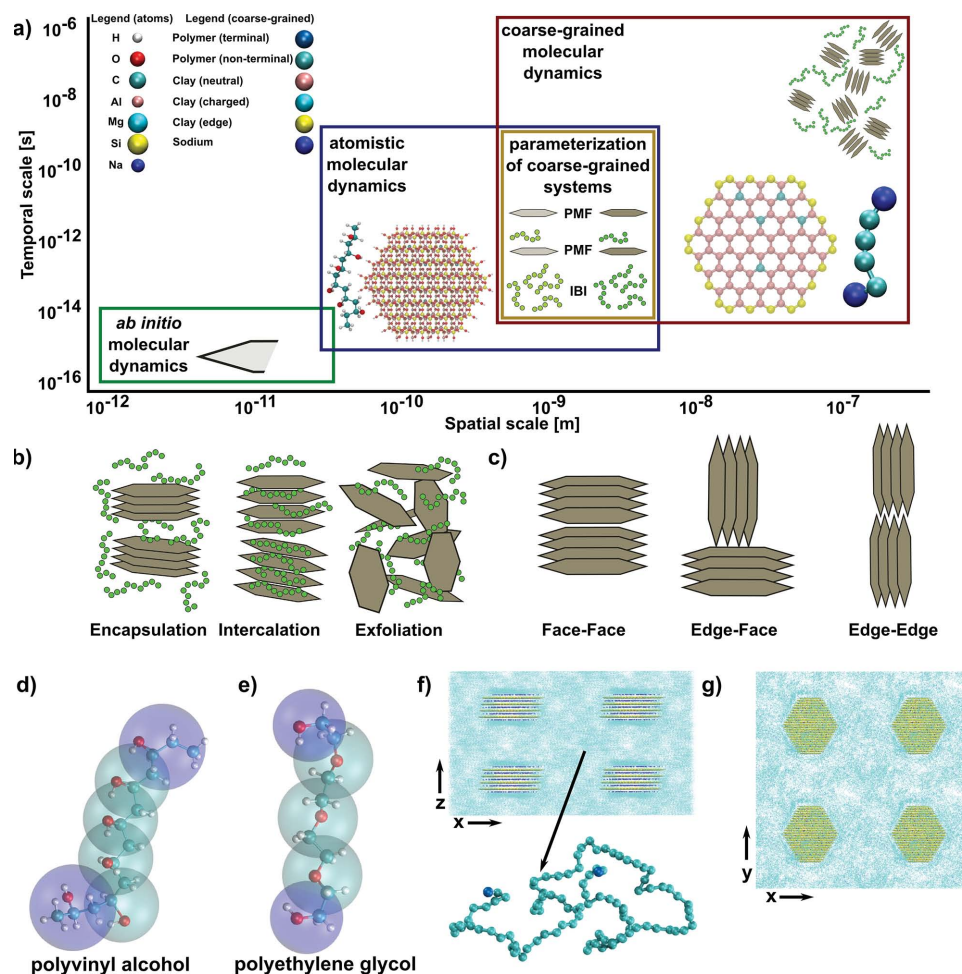 a)
Legend (atoms) Legend (coarse-grained)
H Polymer (terminal)
O Polymer (non-terminal)
C Clay (neutral)
Al Clay (charged)
Mg Clay (edge)
Si Sodium
Na
coarse-grained
molecular
dynamics
atomistic
molecular
dynamics
parameterization
of coarse-grained
systems
PMF
PMF
IBI
ab initio
molecular
dynamics
Temporal scale [s]
10-6
10-8
10-10
10-12
10-14
10-16
10-12 10-11 10-10 10-9 10-8 10-7
Spatial scale [m]
b)
Encapsulation Intercalation Exfoliation
c)
Face-Face Edge-Face Edge-Edge
d)
polyvinyl alcohol
e)
polyethylene glycol
f)
z
x
g)
y
x